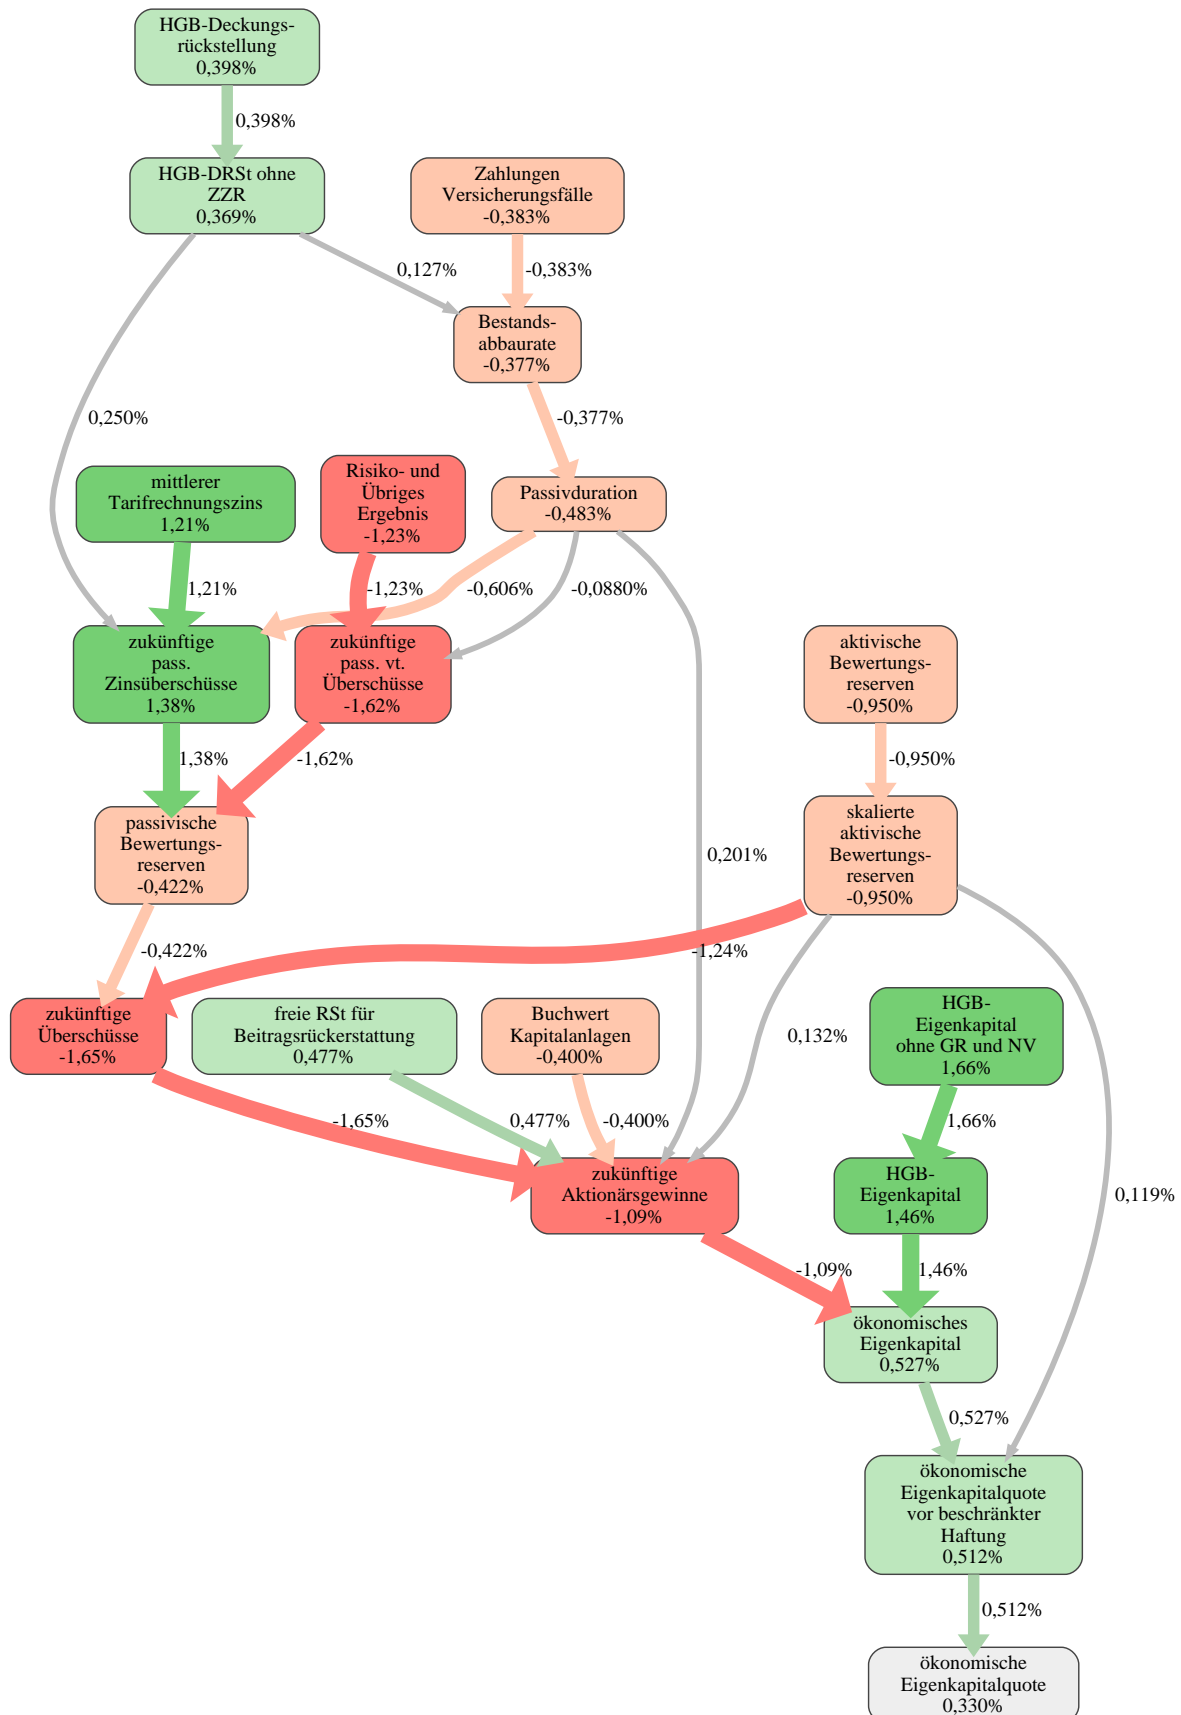 HGB-Deckungs-
rückstellung
0,398%
0,398%
HGB-DRSt ohne
ZZR
0,369%
Zahlungen
Versicherungsfälle
-0,383%
0,127%
-0,383%
Bestands-
abbaurate
-0,377%
0,250%
-0,377%
mittlerer
Tarifrechnungszins
1,21%
Risiko- und
Übriges
Ergebnis
-1,23%
Passivduration
-0,483%
1,21%
-1,23%
-0,606%
-0,0880%
zukünftige
pass.
Zinsüberschüsse
1,38%
zukünftige
pass. vt.
Überschüsse
-1,62%
aktivische
Bewertungs-
reserven
-0,950%
1,38%
-1,62%
-0,950%
passivische
Bewertungs-
reserven
-0,422%
skalierte
aktivische
Bewertungs-
reserven
-0,950%
0,201%
-0,422%
-1,24%
zukünftige
Überschüsse
-1,65%
freie RSt für
Beitragsrückerstattung
0,477%
Buchwert
Kapitalanlagen
-0,400%
0,132%
HGB-
Eigenkapital
ohne GR und NV
1,66%
-1,65%
0,477%
-0,400%
1,66%
zukünftige
Aktionärsgewinne
-1,09%
HGB-
Eigenkapital
1,46%
0,119%
-1,09%
1,46%
ökonomisches
Eigenkapital
0,527%
0,527%
ökonomische
Eigenkapitalquote
vor beschränkter
Haftung
0,512%
0,512%
ökonomische
Eigenkapitalquote
0,330%